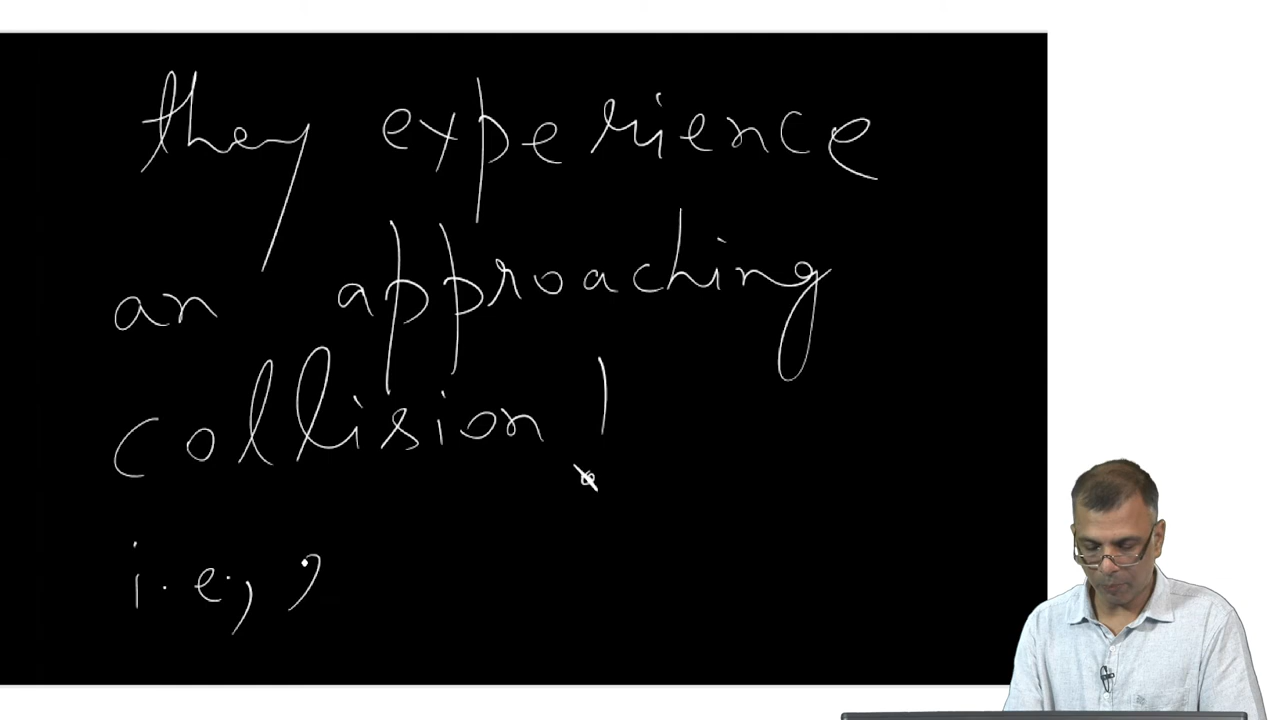 they experience
an approaching
collision!
i.e.,